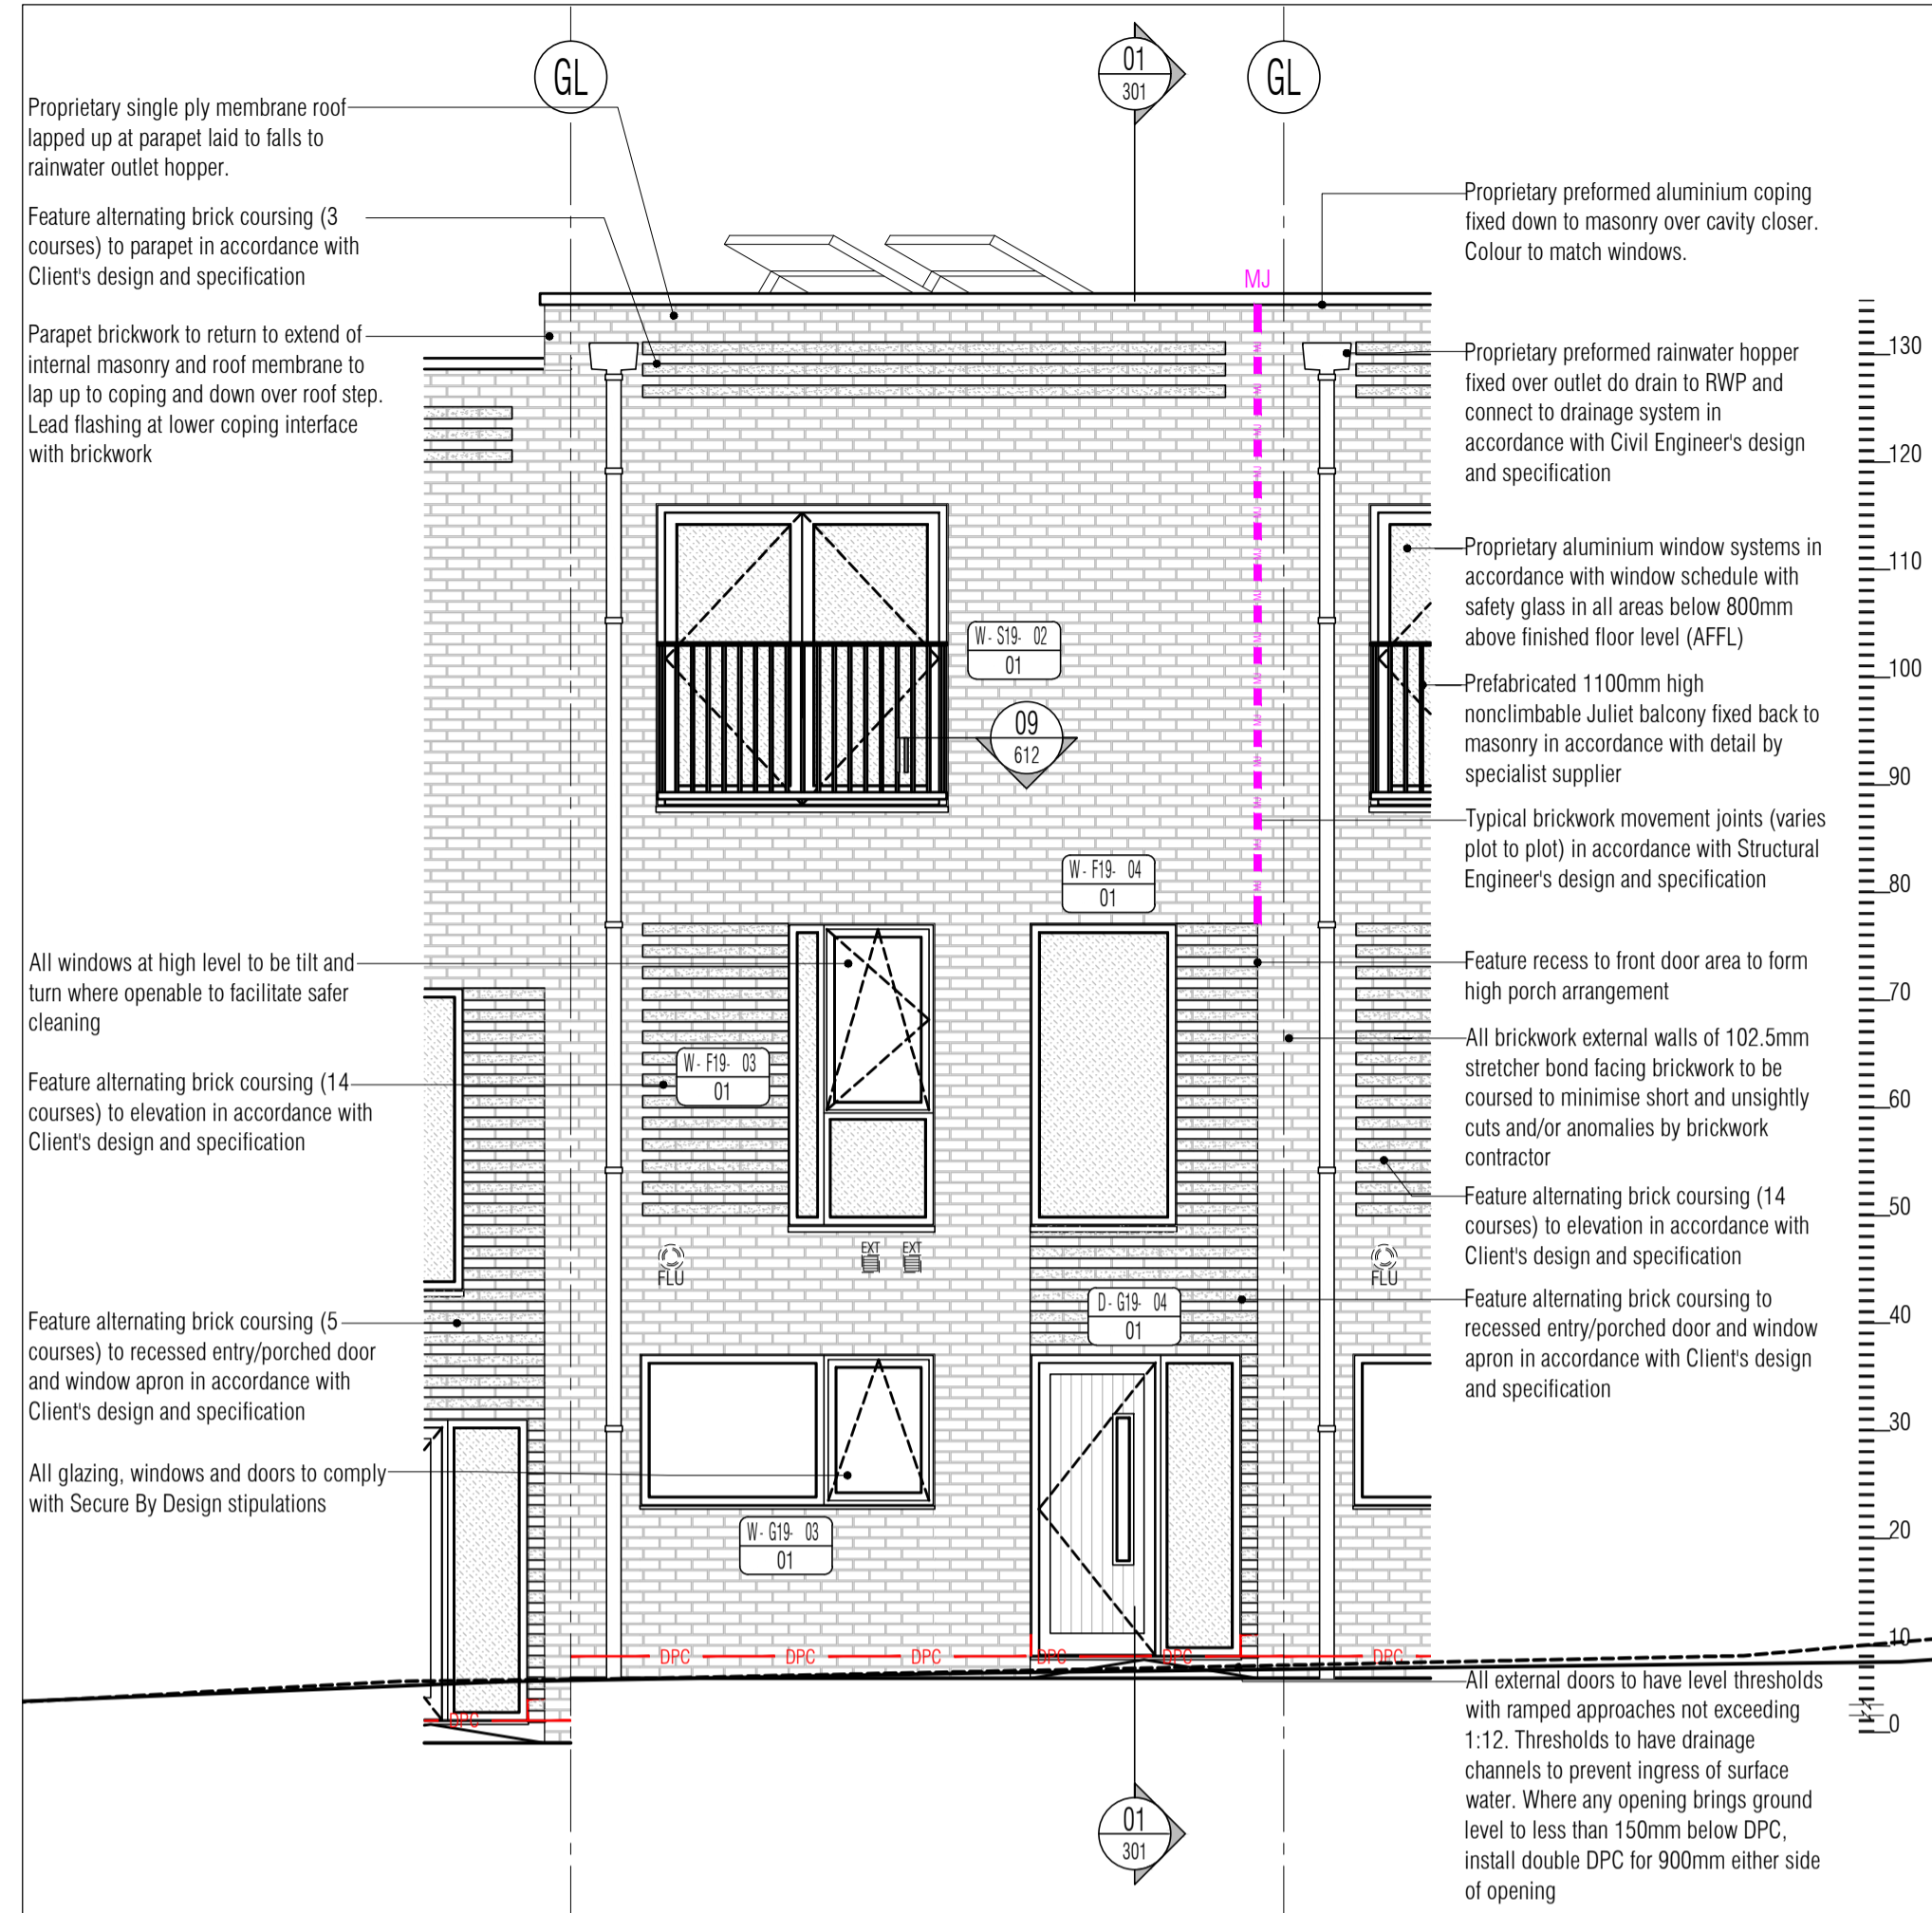 GL
01
301
GL
Proprietary single ply membrane roof
lapped up at parapet laid to falls to
rainwater outlet hopper.
Feature alternating brick coursing (3
courses) to parapet in accordance with
Client's design and specification
Parapet brickwork to return to extend of
internal masonry and roof membrane to
lap up to coping and down over roof step.
Lead flashing at lower coping interface
with brickwork
All windows at high level to be tilt and
turn where openable to facilitate safer
cleaning
Feature alternating brick coursing (14
courses) to elevation in accordance with
Client's design and specification
Feature alternating brick coursing (5
courses) to recessed entry/porched door
and window apron in accordance with
Client's design and specification
All glazing, windows and doors to comply
with Secure By Design stipulations
MJ
W- S19- 02
01
09
612
W- F19- 04
01
W- F19- 03
01
FLU
EXT
EXT
FLU
D- G19- 04
01
W- G19- 03
01
DPC
DPC
DPC
DPC
DPC
DPC
DPC
01
301
Proprietary preformed aluminium coping
fixed down to masonry over cavity closer.
Colour to match windows.
Proprietary preformed rainwater hopper
fixed over outlet do drain to RWP and
connect to drainage system in
accordance with Civil Engineer's design
and specification
Proprietary aluminium window systems in
accordance with window schedule with
safety glass in all areas below 800mm
above finished floor level (AFFL)
Prefabricated 1100mm high
nonclimbable Juliet balcony fixed back to
masonry in accordance with detail by
specialist supplier
Typical brickwork movement joints (varies
plot to plot) in accordance with Structural
Engineer's design and specification
Feature recess to front door area to form
high porch arrangement
All brickwork external walls of 102.5mm
stretcher bond facing brickwork to be
coursed to minimise short and unsightly
cuts and/or anomalies by brickwork
contractor
Feature alternating brick coursing (14
courses) to elevation in accordance with
Client's design and specification
Feature alternating brick coursing to
recessed entry/porched door and window
apron in accordance with Client's design
and specification
All external doors to have level thresholds
with ramped approaches not exceeding
1:12. Thresholds to have drainage
channels to prevent ingress of surface
water. Where any opening brings ground
level to less than 150mm below DPC,
install double DPC for 900mm either side
of opening
130
120
110
100
90
80
70
60
50
40
30
20
10
0